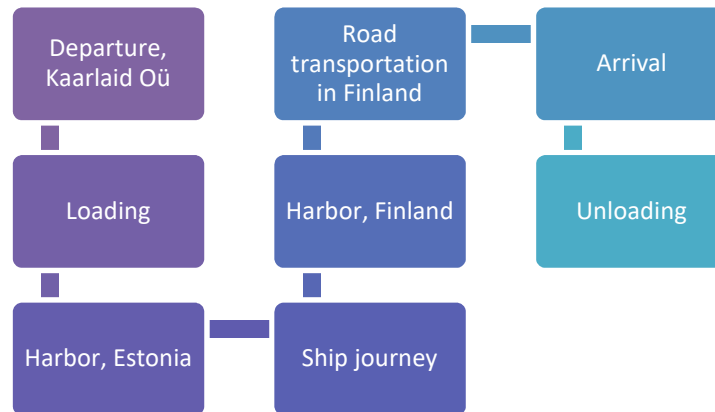 Departure,
Kaarlaid Oü
Loading
Harbor, Estonia
Ship journey
Harbor, Finland
Road
transportation
in Finland
Arrival
Unloading